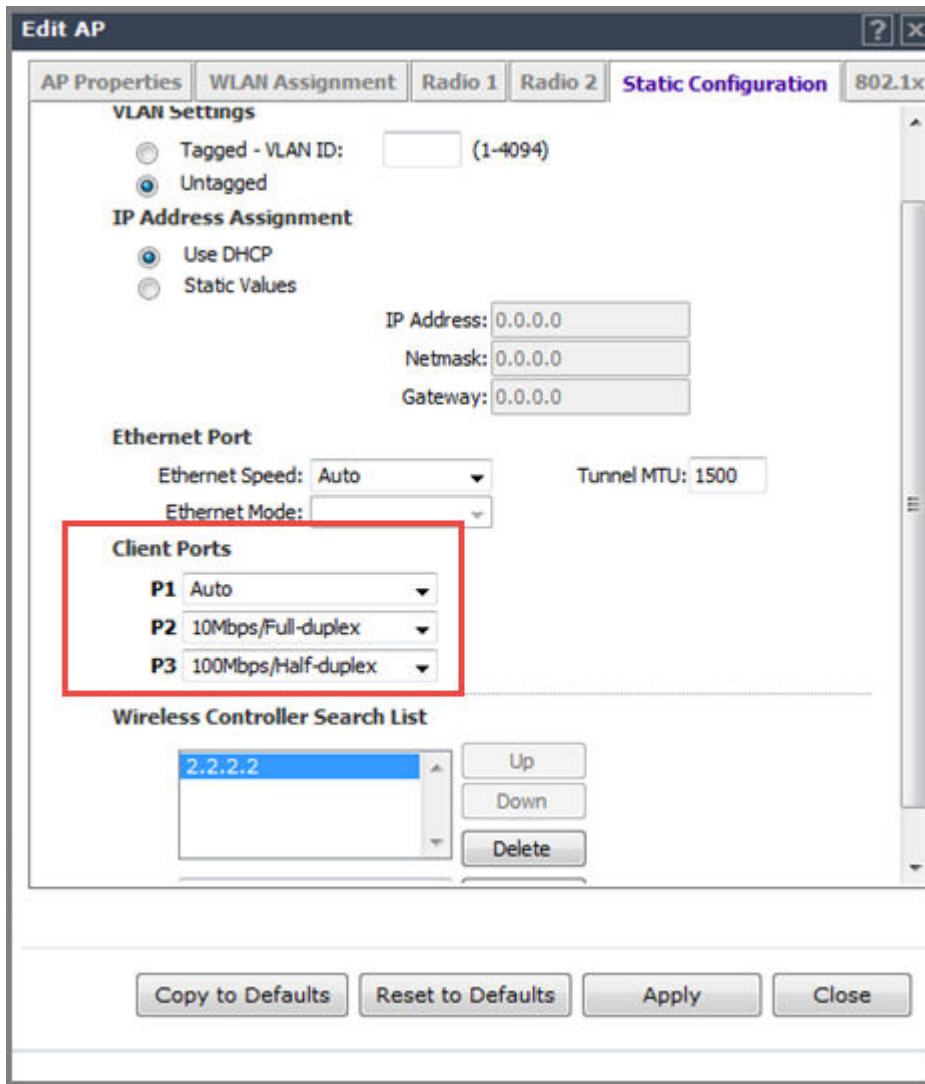 Edit AP ? x
AP Properties WLAN Assignment Radio 1 Radio 2 Static Configuration 802.1x
VLAN Settings
Tagged - VLAN ID: (1-4094)
Untagged
IP Address Assignment
Use DHCP
Static Values
IP Address: 0.0.0.0
Netmask: 0.0.0.0
Gateway: 0.0.0.0
Ethernet Port
Ethernet Speed: Auto Tunnel MTU: 1500
Ethernet Mode:
Client Ports
P1 Auto
P2 10Mbps/Full-duplex
P3 100Mbps/Half-duplex
Wireless Controller Search List
2.2.2.2 Up
Down
Delete
Copy to Defaults Reset to Defaults Apply Close